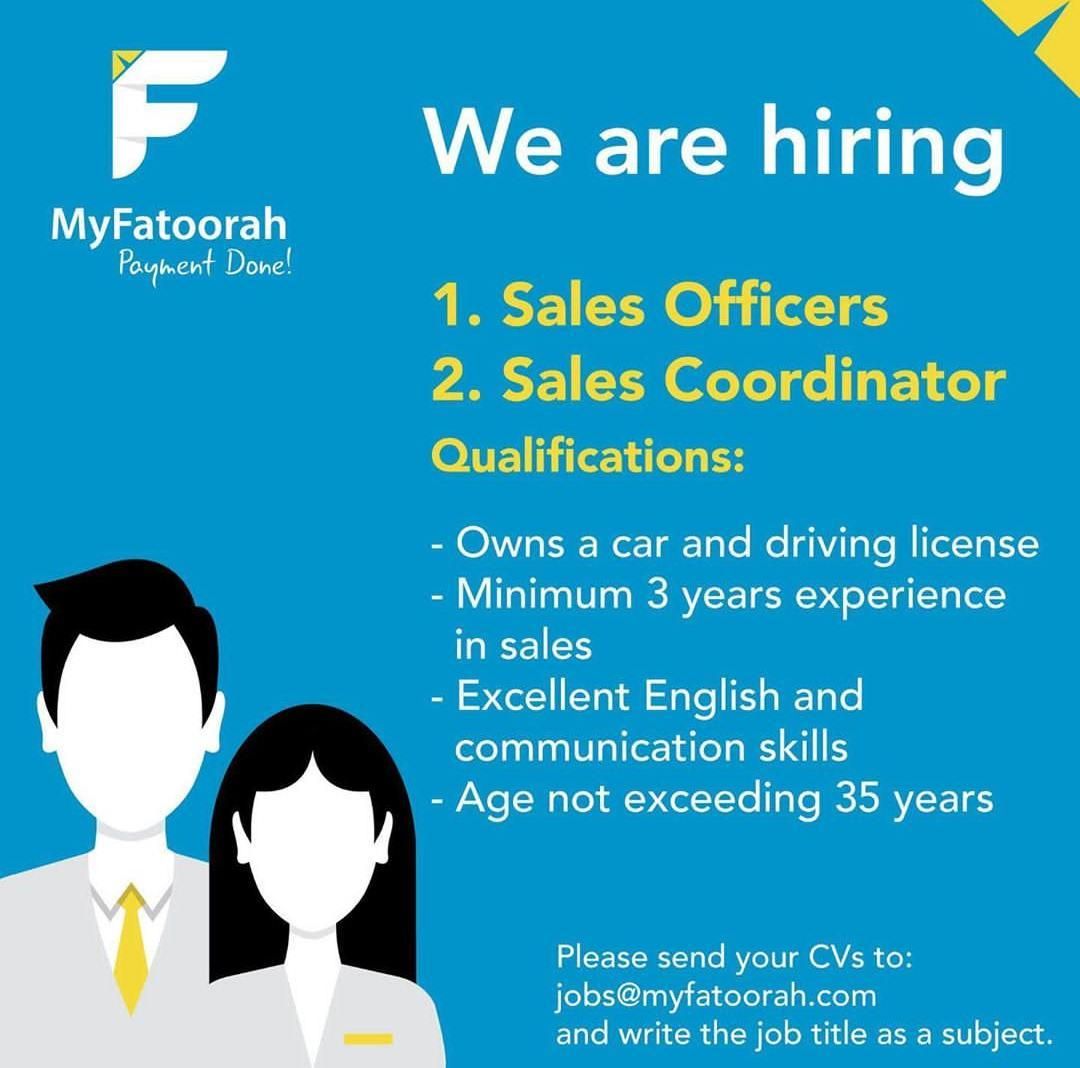 MyFatoorah
Payment Done!
We are hiring
1. Sales Officers
2. Sales Coordinator
Qualifications:
- Owns a car and driving license
- Minimum 3 years experience
in sales
- Excellent English and
communication skills
- Age not exceeding 35 years
Please send your CVs to:
jobs@myfatoorah.com
and write the job title as a subject.